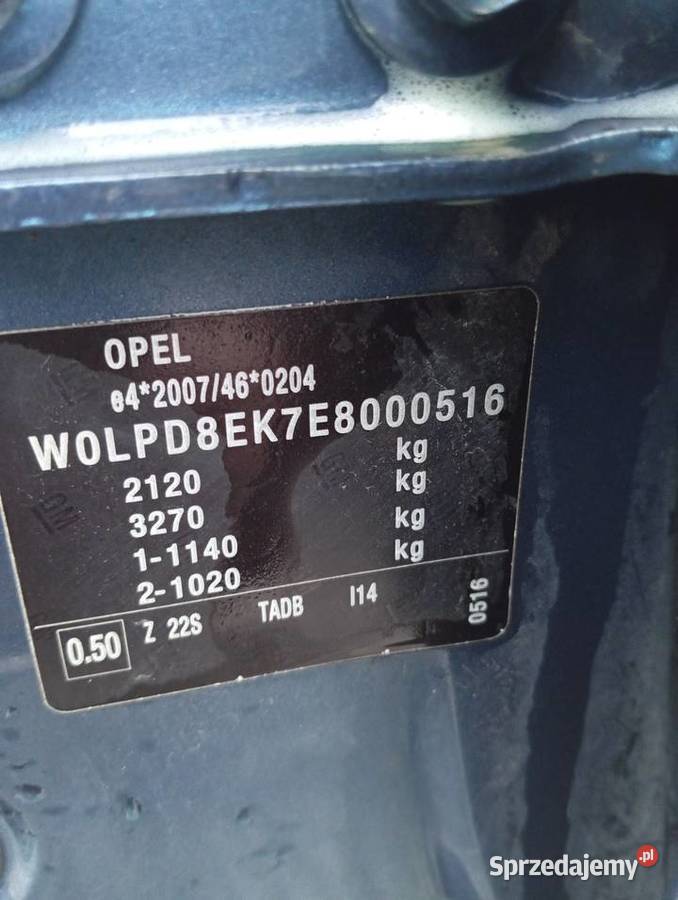 OPEL
e4*2007/46*0204
W0LPD8EK7E8000516
2120 kg
3270 kg
1-1140 kg
2-1020 kg
0.50 Z 22S TADB I14 0516
GM
Sprzedajemy.pl